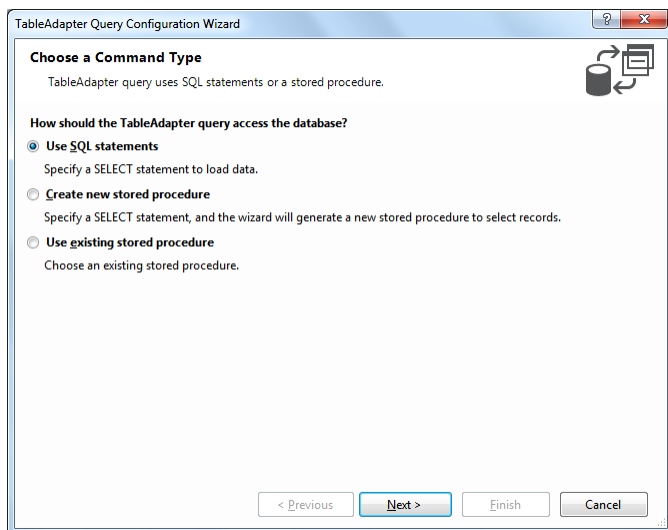 TableAdapter Query Configuration Wizard
?
Choose a Command Type
TableAdapter query uses SQL statements or a stored procedure.
How should the TableAdapter query access the database?
Use SQL statements
Specify a SELECT statement to load data.
Create new stored procedure
Specify a SELECT statement, and the wizard will generate a new stored procedure to select records.
Use existing stored procedure
Choose an existing stored procedure.
< Previous
Next >
Finish
Cancel